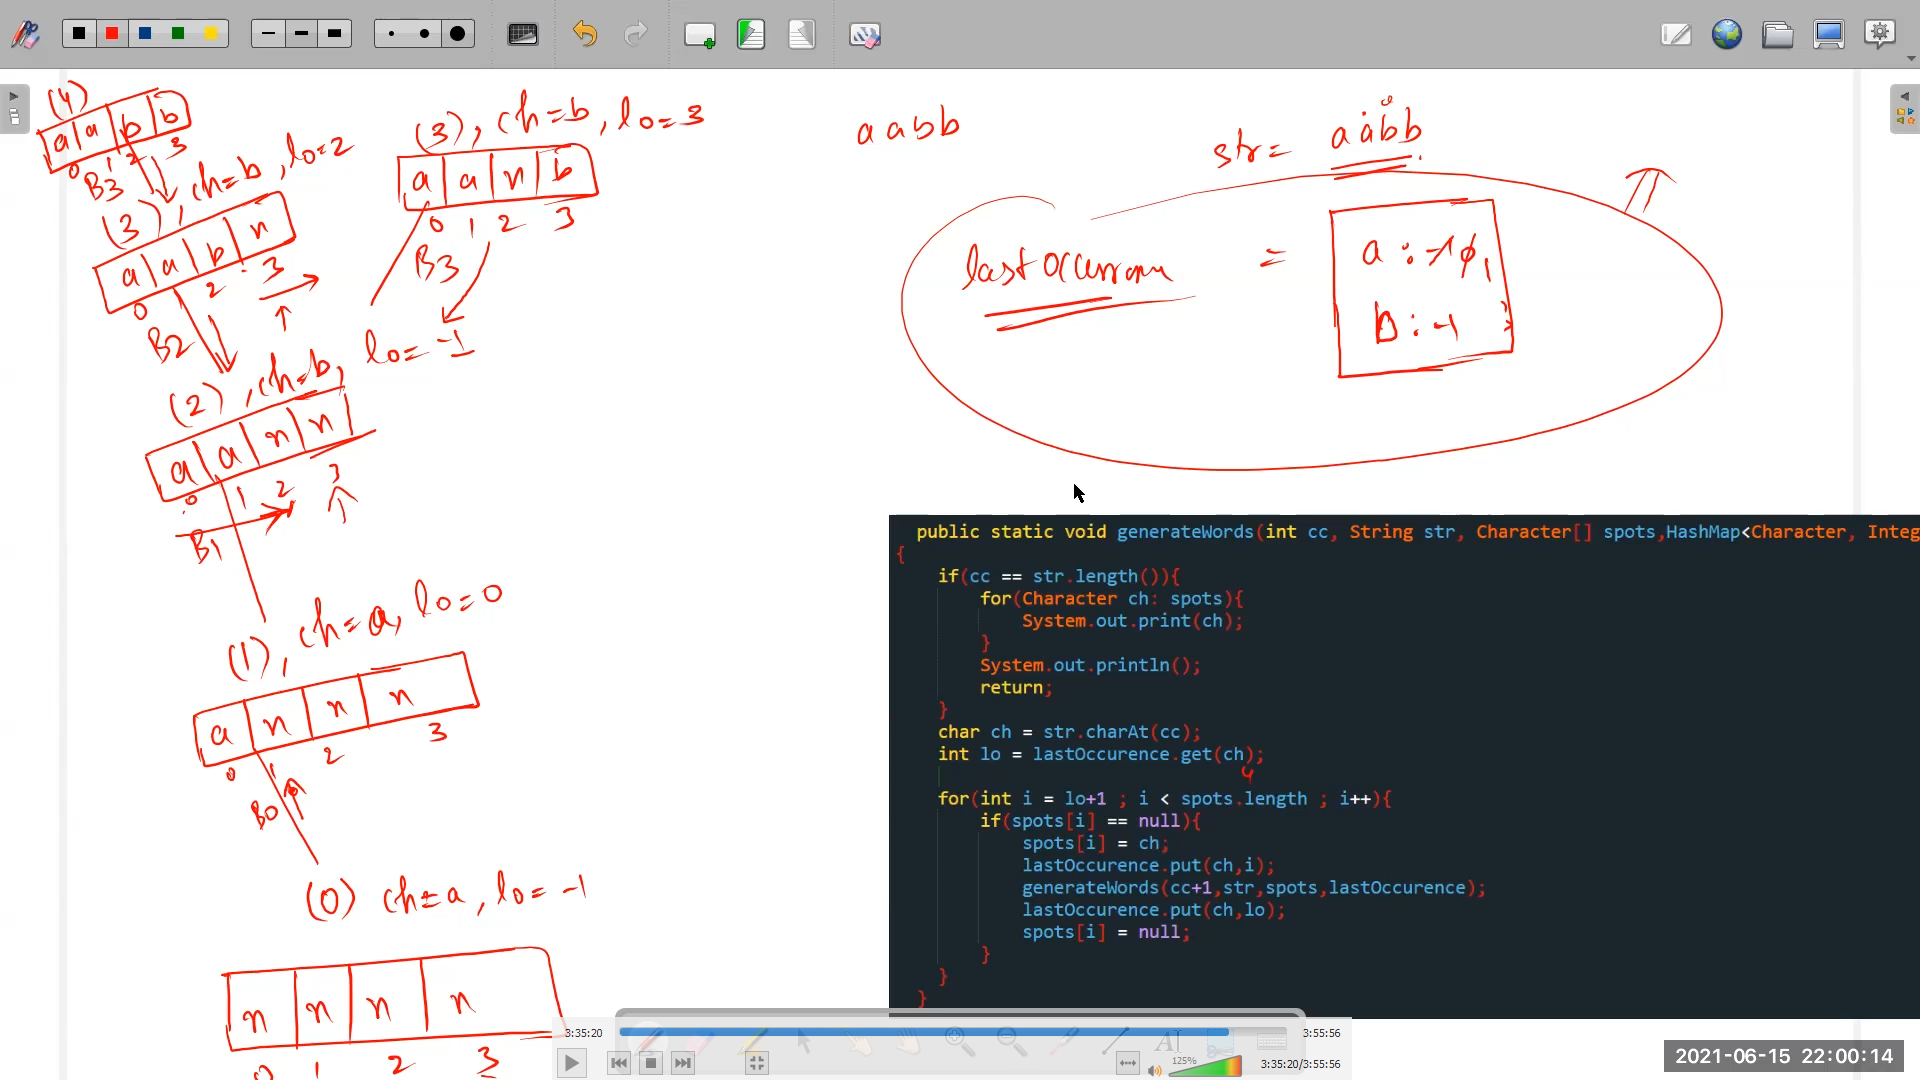 (4)
a a b b
0 1 2 3
B3
(3), ch=b, lo=2
a a b n
0 2 3
B2
(2), ch=b, lo=-1
a a n n
0 1 2 3
B1
(1), ch=a, lo=0
a n n n
0 1 2 3
B0
(0) ch=a, lo=-1
n n n n
0 1 2 3
(3), ch=b, lo=3
a a n b
0 1 2 3
B3
aabb
str= aabb
=
a : -1 0 1
b : -1
public static void generateWords(int cc, String str, Character[] spots,HashMap<Character, Integ
{
if(cc == str.length()){
for(Character ch: spots){
System.out.print(ch);
}
System.out.println();
return;
}
char ch = str.charAt(cc);
int lo = lastOccurence.get(ch);
4
for(int i = lo+1 ; i < spots.length ; i++){
if(spots[i] == null){
spots[i] = ch;
lastOccurence.put(ch,i);
generateWords(cc+1,str,spots,lastOccurence);
lastOccurence.put(ch,lo);
spots[i] = null;
}
}
}
3:35:20
3:55:56
125%
3:35:20/3:55:56
2021-06-15 22:00:14